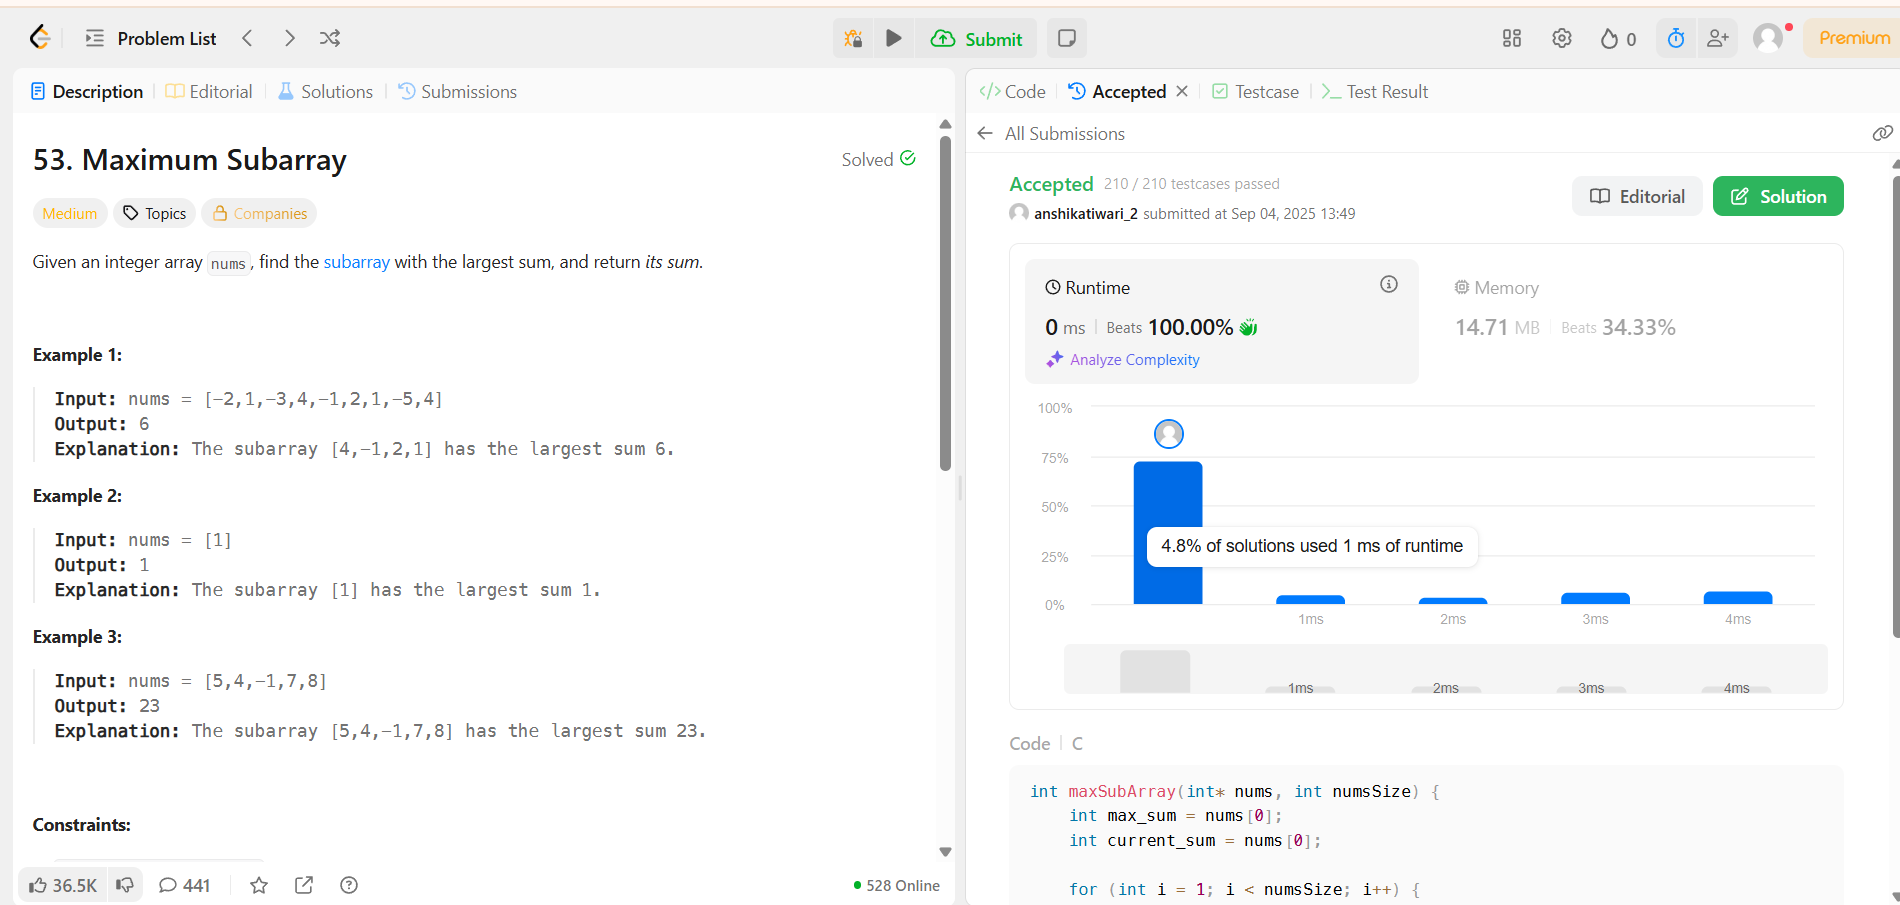 Problem List
Submit
0
Premium
Description
Editorial
Solutions
Submissions
53. Maximum Subarray
Solved
Medium
Topics
Companies
Given an integer array nums, find the subarray with the largest sum, and return its sum.
Example 1:
Input: nums = [-2,1,-3,4,-1,2,1,-5,4]
Output: 6
Explanation: The subarray [4,-1,2,1] has the largest sum 6.
Example 2:
Input: nums = [1]
Output: 1
Explanation: The subarray [1] has the largest sum 1.
Example 3:
Input: nums = [5,4,-1,7,8]
Output: 23
Explanation: The subarray [5,4,-1,7,8] has the largest sum 23.
Constraints:
36.5K
441
528 Online
Code
Accepted
Testcase
Test Result
All Submissions
Accepted 210 / 210 testcases passed
anshikatiwari_2 submitted at Sep 04, 2025 13:49
Editorial
Solution
Runtime
0 ms Beats 100.00%
Analyze Complexity
Memory
14.71 MB Beats 34.33%
100%
75%
50%
25%
0%
4.8% of solutions used 1 ms of runtime
1ms 2ms 3ms 4ms
1ms 2ms 3ms 4ms
Code C
int maxSubArray(int* nums, int numsSize) {
int max_sum = nums[0];
int current_sum = nums[0];
for (int i = 1; i < numsSize; i++) {